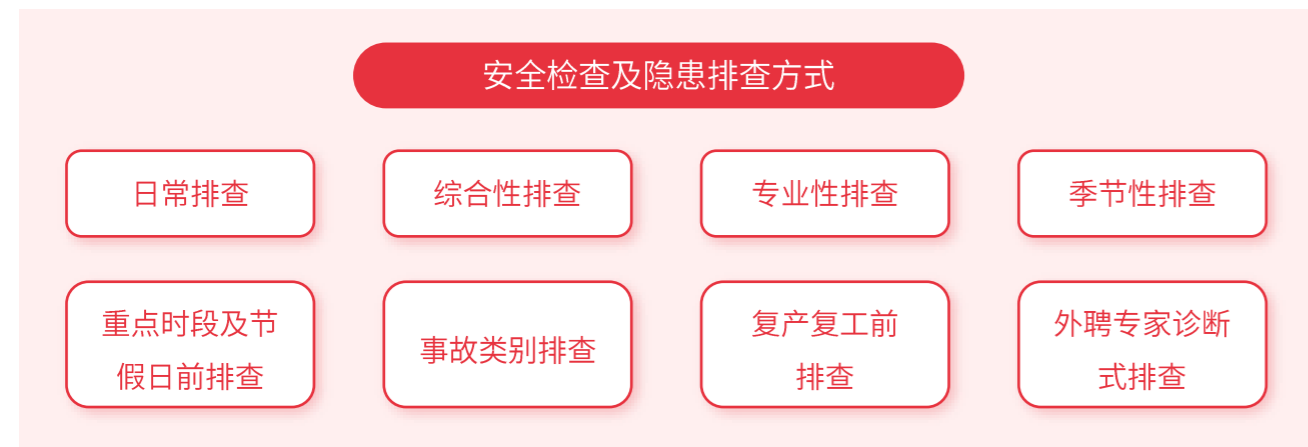 安全检查及隐患排查方式
日常排查
综合性排查
专业性排查
季节性排查
重点时段及节
假日前排查
事故类别排查
复产复工前
排查
外聘专家诊断
式排查